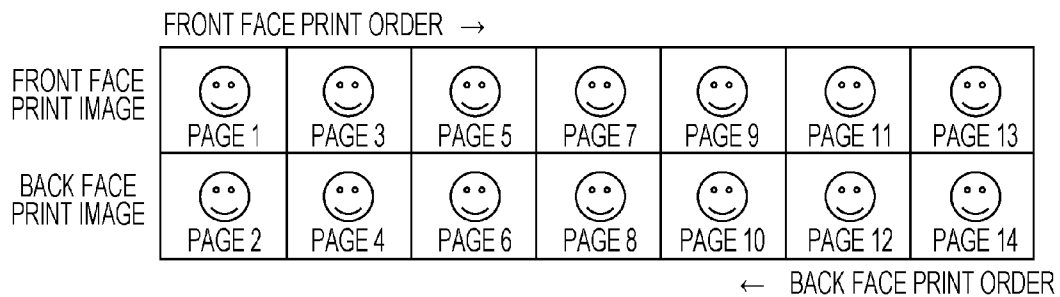 FRONT FACE PRINT ORDER →
FRONT FACE
PRINT IMAGE
PAGE 1 PAGE 3 PAGE 5 PAGE 7 PAGE 9 PAGE 11 PAGE 13
BACK FACE
PRINT IMAGE
PAGE 2 PAGE 4 PAGE 6 PAGE 8 PAGE 10 PAGE 12 PAGE 14
← BACK FACE PRINT ORDER